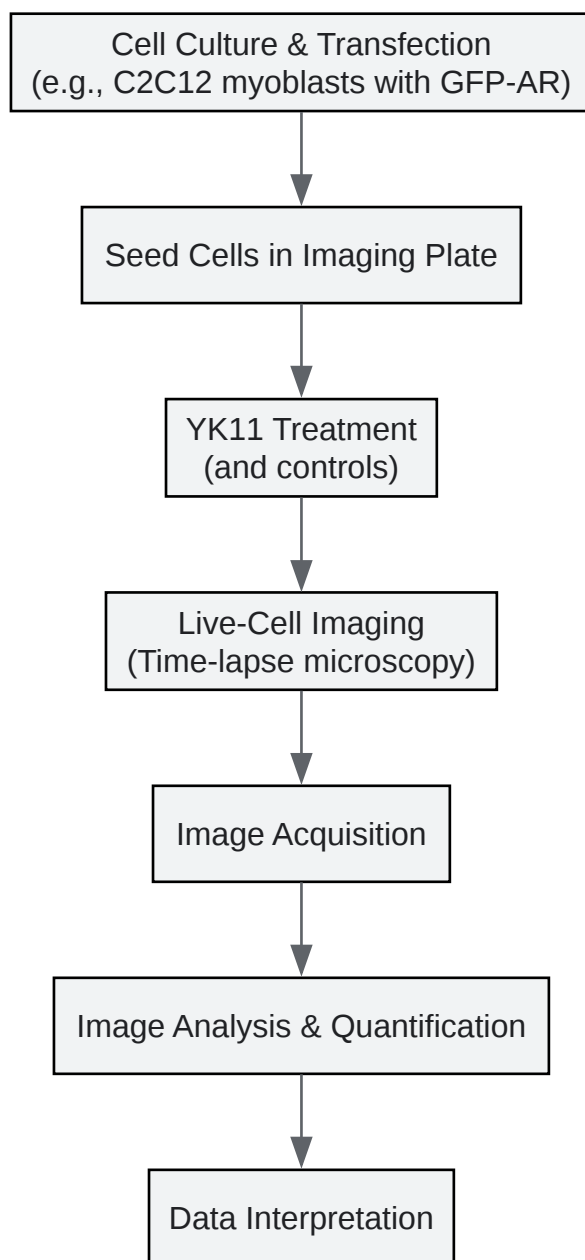 Cell Culture & Transfection
(e.g., C2C12 myoblasts with GFP-AR)
Seed Cells in Imaging Plate
YK11 Treatment
(and controls)
Live-Cell Imaging
(Time-lapse microscopy)
Image Acquisition
Image Analysis & Quantification
Data Interpretation